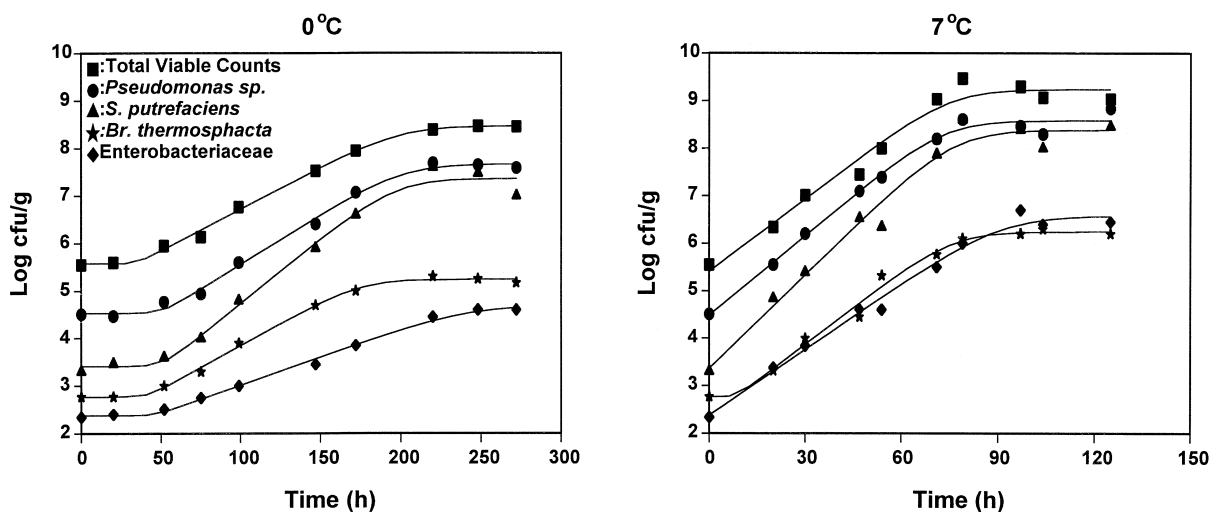 0°C
10
9
8
7
6
5
4
3
2
Log cfu/g
■:Total Viable Counts
●:Pseudomonas sp.
▲:S. putrefaciens
★:Br. thermosphacta
◆:Enterobacteriaceae
0 50 100 150 200 250 300
Time (h)
7°C
10
9
8
7
6
5
4
3
2
Log cfu/g
0 30 60 90 120 150
Time (h)